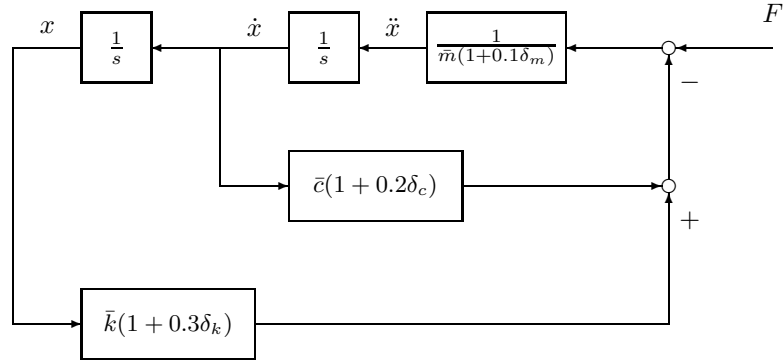 F
x 1/s ẋ 1/s ẍ 1/(m̄(1+0.1δ_m))
−
c̄(1 + 0.2δ_c)
+
k̄(1 + 0.3δ_k)